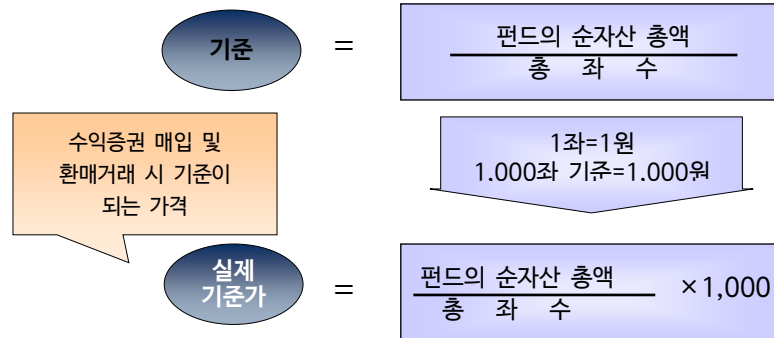 기준
=
펀드의 순자산 총액
총 좌 수
수익증권 매입 및
환매거래 시 기준이
되는 가격
1좌=1원
1,000좌 기준=1,000원
실제
기준가
=
펀드의 순자산 총액
총 좌 수
×1,000